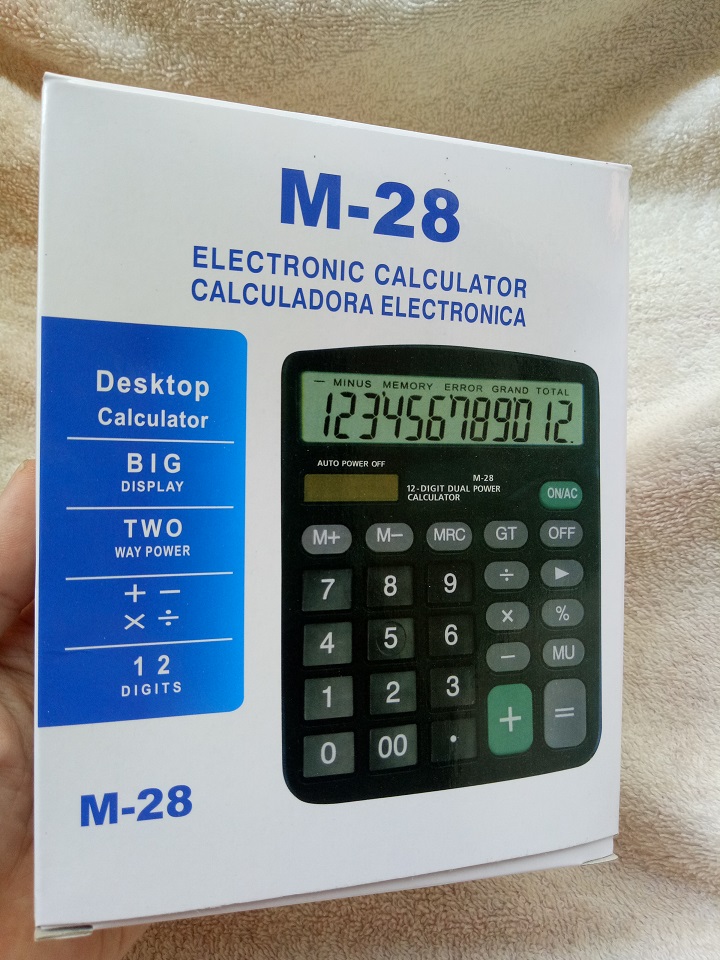 M-28
ELECTRONIC CALCULATOR
CALCULADORA ELECTRONICA
Desktop
Calculator
BIG
DISPLAY
TWO
WAY POWER
+ −
× ÷
12
DIGITS
M-28
− MINUS MEMORY ERROR GRAND TOTAL
123456789012.
AUTO POWER OFF
M-28
12-DIGIT DUAL POWER
CALCULATOR
ON/AC
M+ M− MRC GT OFF
7 8 9 ÷ ▶
4 5 6 × %
1 2 3 − MU
0 00 . + =